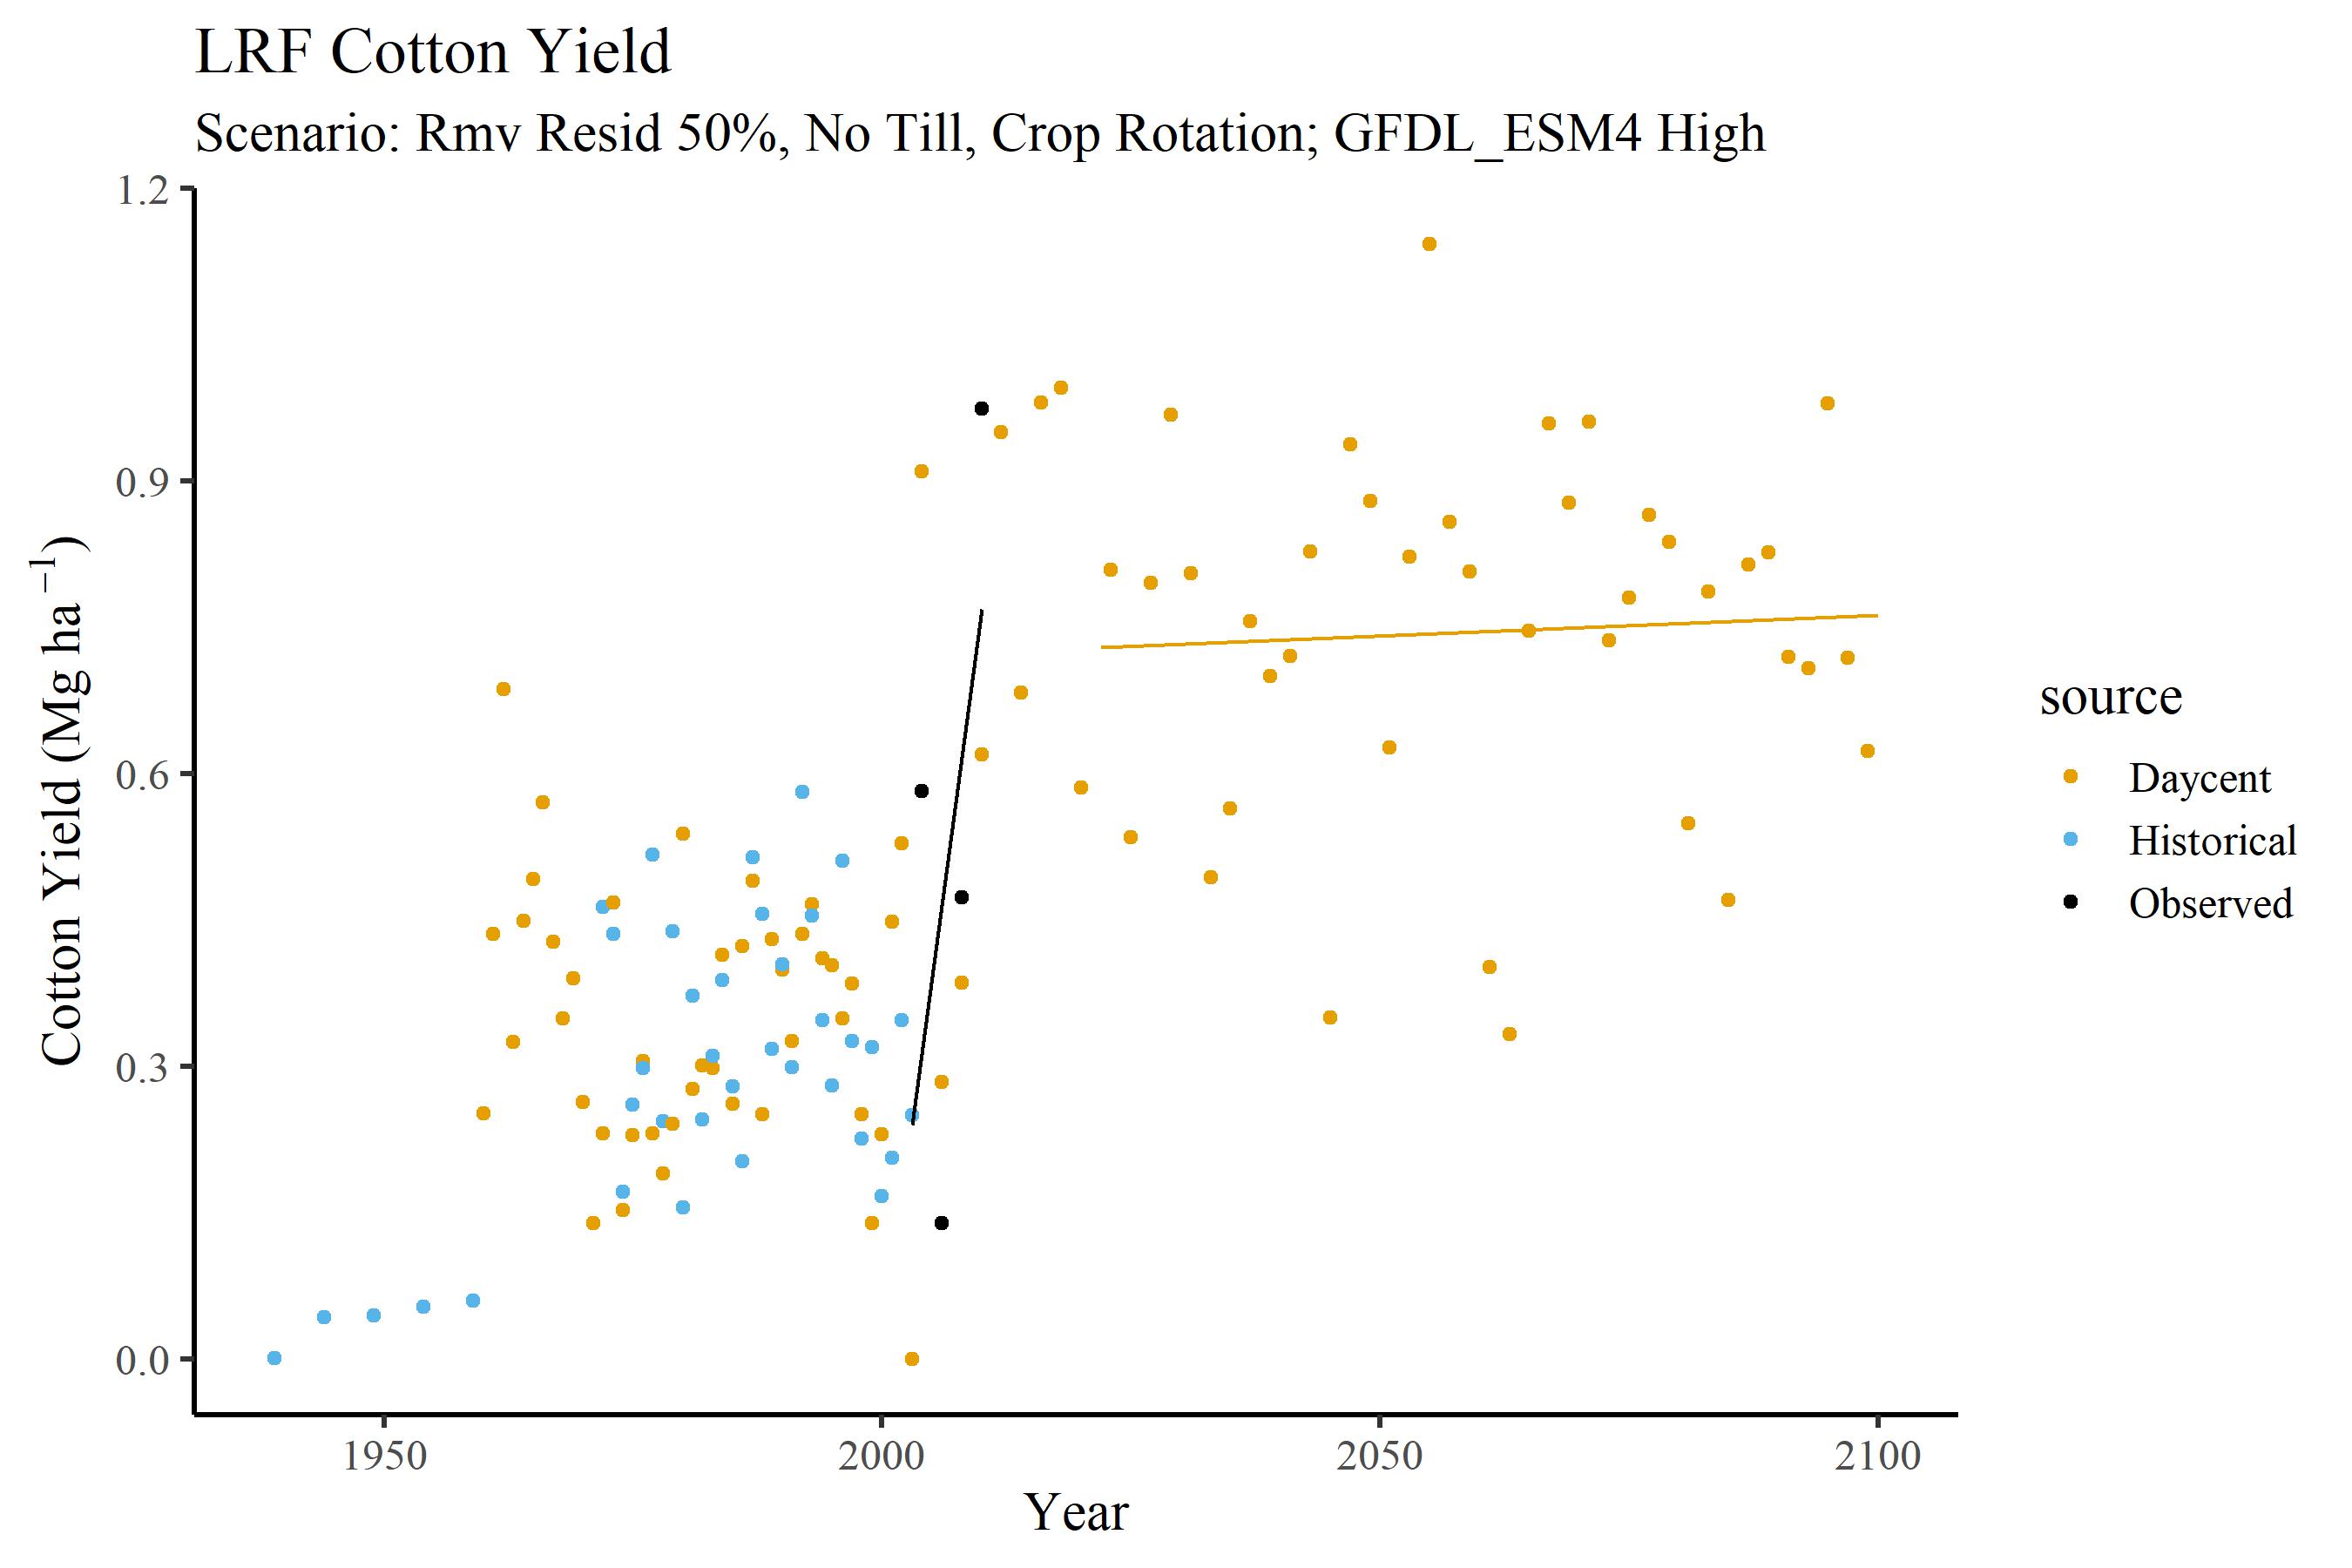 LRF Cotton Yield
Scenario: Rmv Resid 50%, No Till, Crop Rotation; GFDL_ESM4 High
Cotton Yield (Mg ha⁻¹)
1.2
0.9
0.6
0.3
0.0
1950 2000 2050 2100
Year
source
Daycent
Historical
Observed